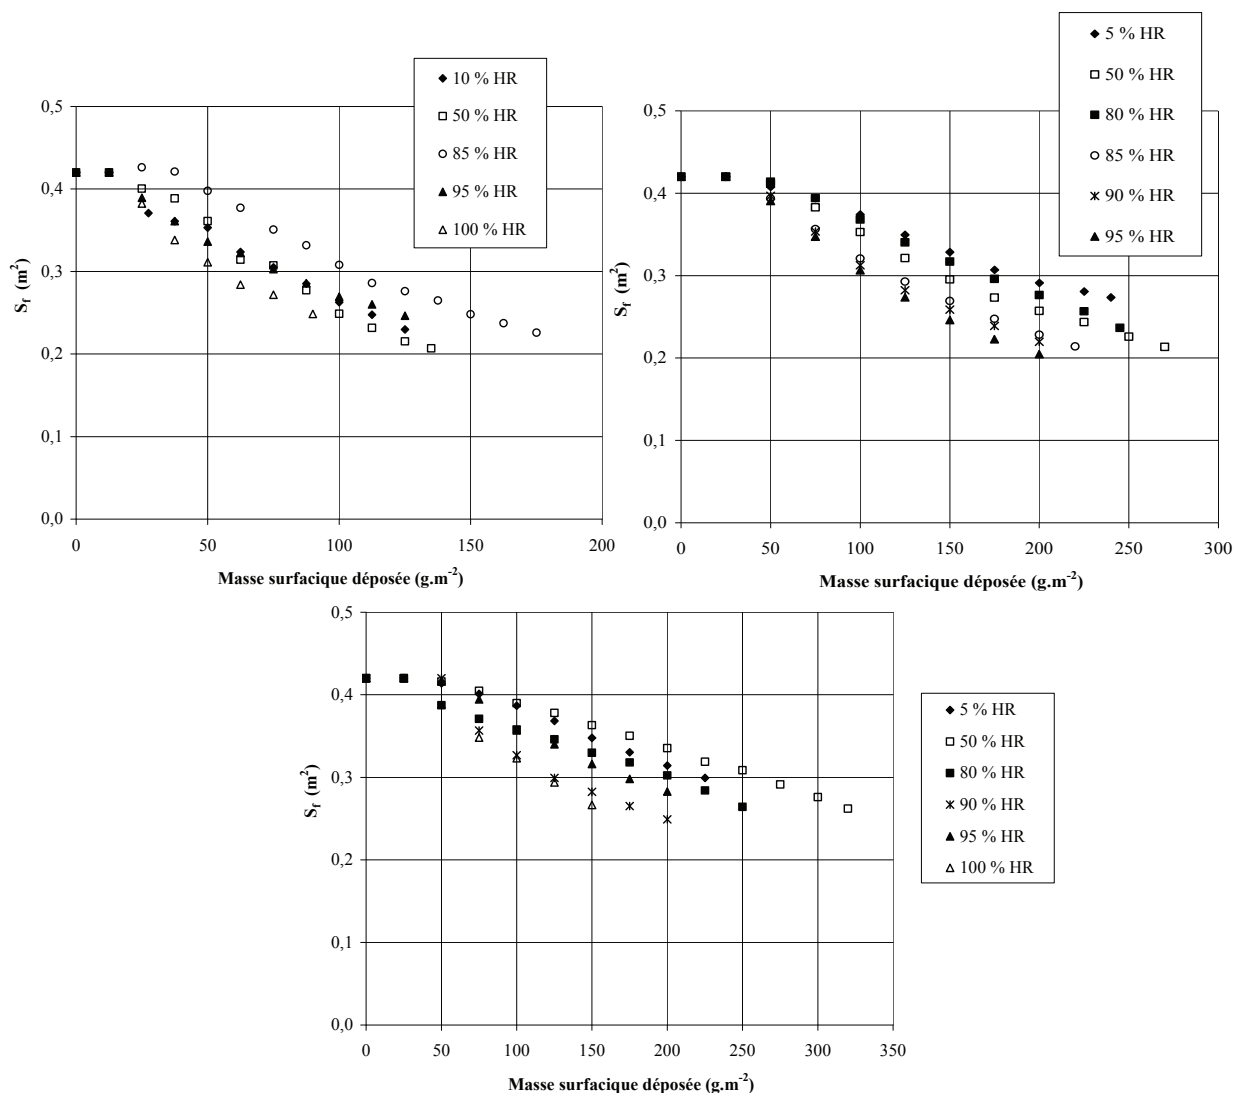 10 % HR
50 % HR
85 % HR
95 % HR
100 % HR
0,5
0,4
0,3
0,2
0,1
0,0
S_f (m²)
0 50 100 150 200
Masse surfacique déposée (g.m⁻²)
5 % HR
50 % HR
80 % HR
85 % HR
90 % HR
95 % HR
0,5
0,4
0,3
0,2
0,1
0,0
S_f (m²)
0 50 100 150 200 250 300
Masse surfacique déposée (g.m⁻²)
0,5
0,4
0,3
0,2
0,1
0,0
S_f (m²)
0 50 100 150 200 250 300 350
Masse surfacique déposée (g.m⁻²)
5 % HR
50 % HR
80 % HR
90 % HR
95 % HR
100 % HR